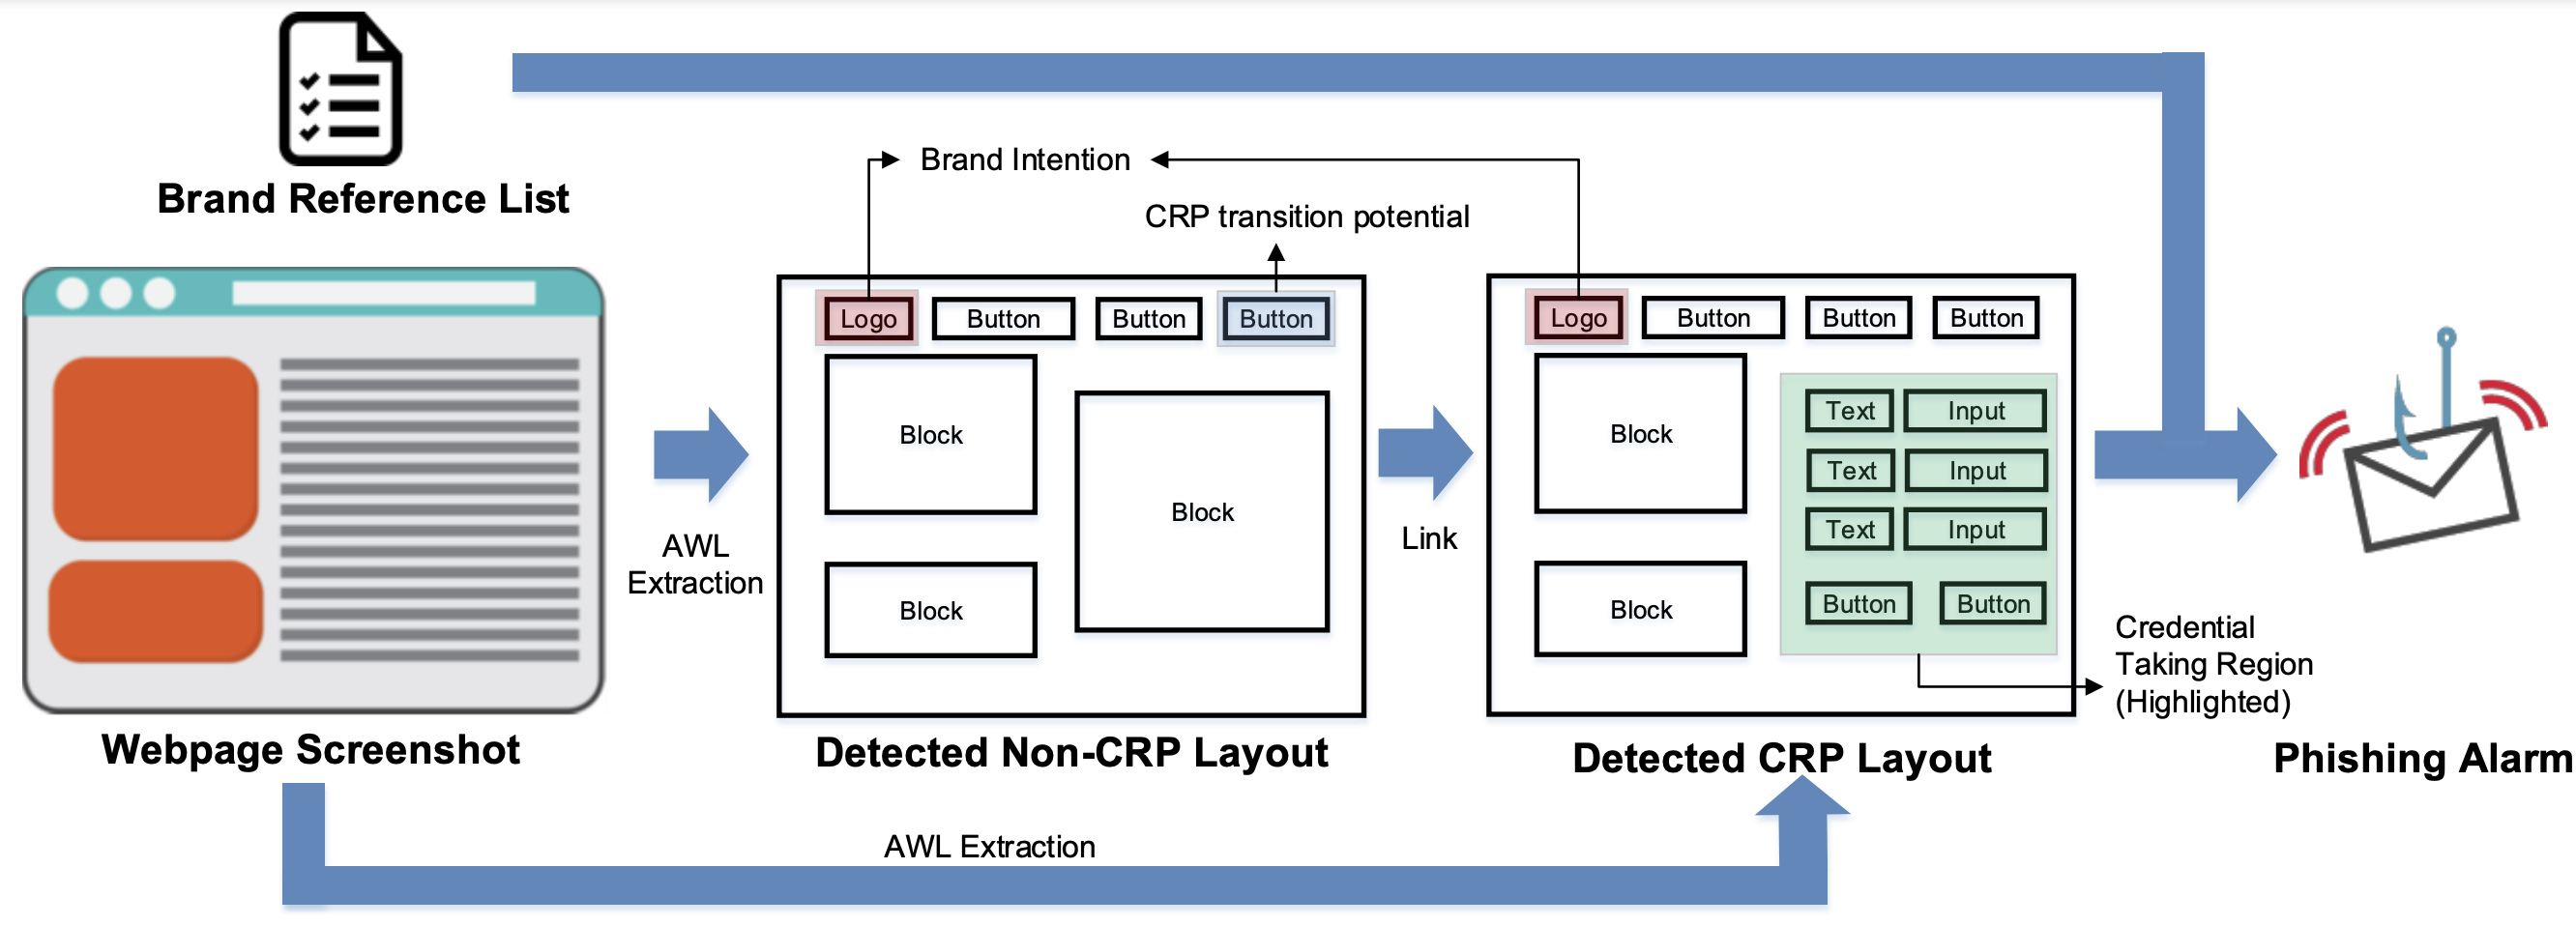 Brand Reference List
Brand Intention
CRP transition potential
Logo
Button
Button
Button
Block
Block
Block
Logo
Button
Button
Button
Block
Block
Text
Input
Text
Input
Text
Input
Button
Button
AWL
Extraction
Link
Credential
Taking Region
(Highlighted)
Webpage Screenshot
Detected Non-CRP Layout
Detected CRP Layout
Phishing Alarm
AWL Extraction